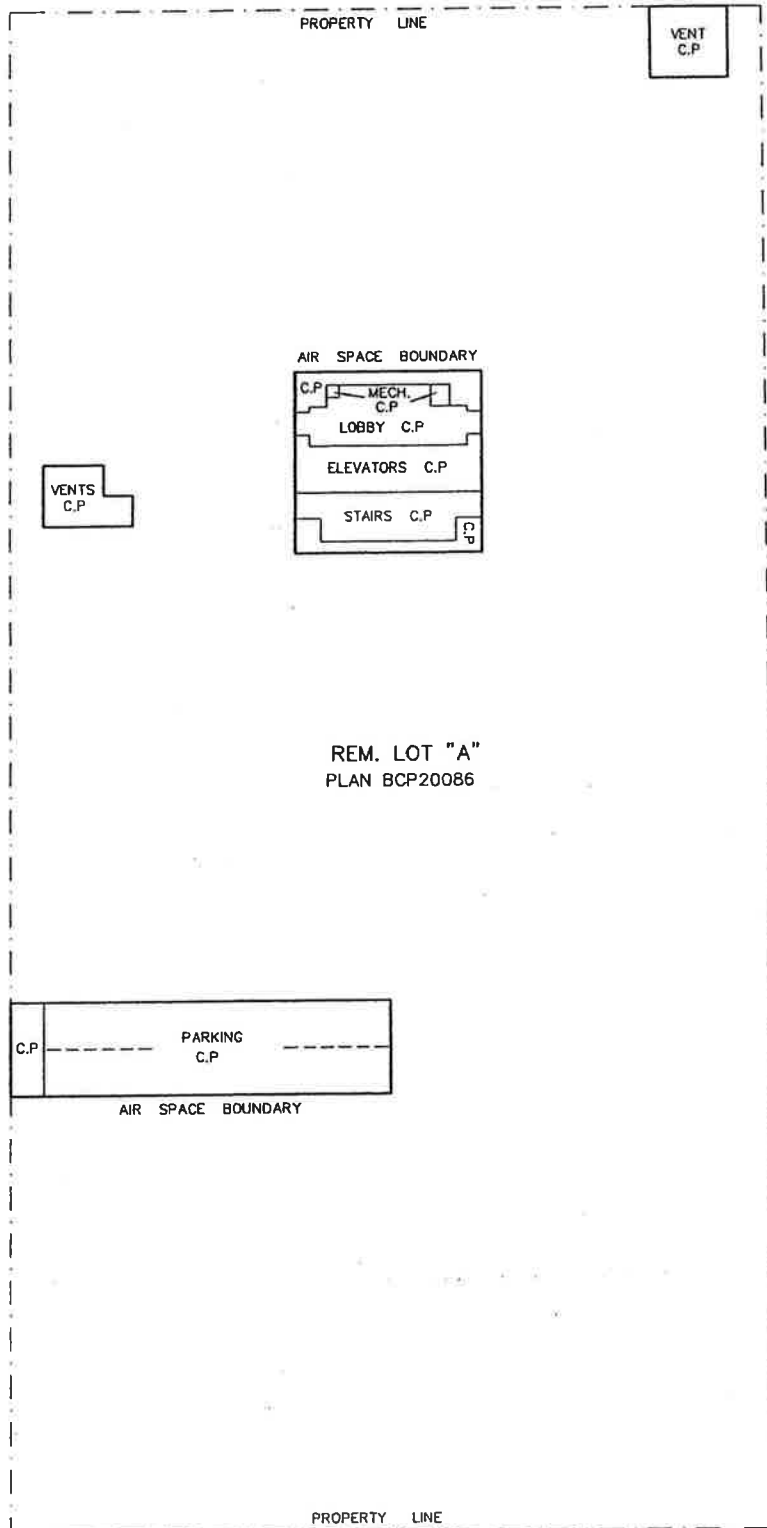 PROPERTY LINE
VENT
C.P
AIR SPACE BOUNDARY
C.P
MECH.
C.P
LOBBY C.P
ELEVATORS C.P
VENTS
C.P
STAIRS C.P
C.P
REM. LOT "A"
PLAN BCP20086
C.P
PARKING
C.P
AIR SPACE BOUNDARY
PROPERTY LINE